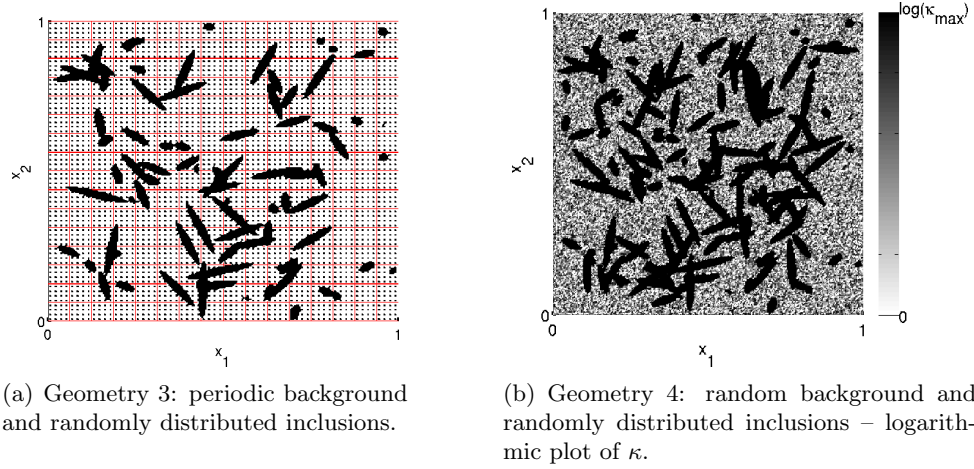 1
x2
0
0
x1
1
(a) Geometry 3: periodic background
and randomly distributed inclusions.
1
x2
0
0
x1
1
log(κmax)
0
(b) Geometry 4: random background and
randomly distributed inclusions – logarith-
mic plot of κ.